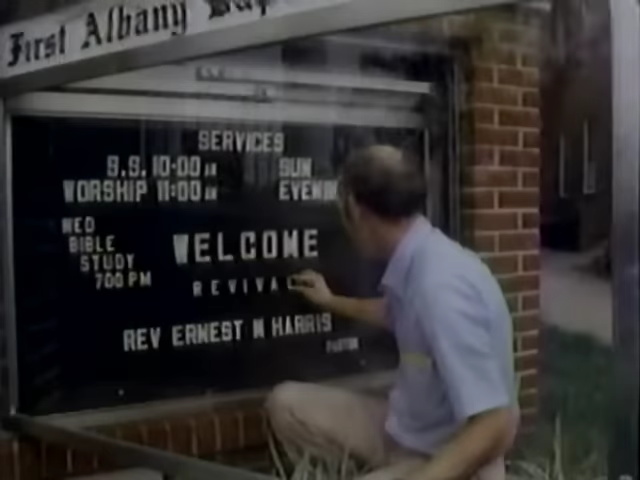 First Albany Bap
SERVICES
S.S. 10:00 AM SUN
WORSHIP 11:00 AM EVENIN
WED
BIBLE
STUDY
7:00 PM
WELCOME
REVIVAL
REV ERNEST N HARRIS
PASTOR